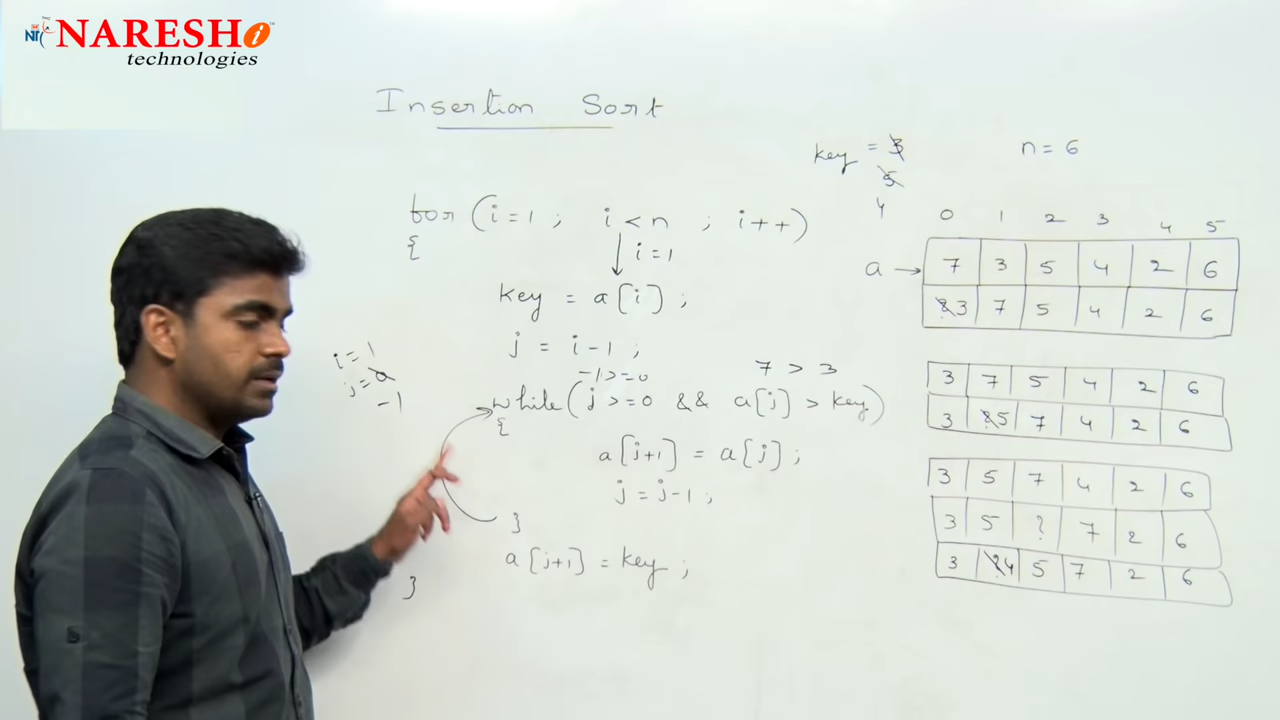 NARESH i
technologies
Insertion Sort
key = 3
5
4
n = 6
for (i=1 ; i<n ; i++)
{
i=1
key = a[i] ;
j = i-1 ;
-1>=0
7 > 3
while(j>=0 && a[j] > key)
{
a[j+1] = a[j] ;
j = j-1 ;
}
a[j+1] = key ;
}
i=1
j=0
-1
0 1 2 3 4 5
a → 7 3 5 4 2 6
? 3 7 5 4 2 6
3 7 5 4 2 6
3 ? 5 7 4 2 6
3 5 7 4 2 6
3 5 ? 7 2 6
3 ? 4 5 7 2 6